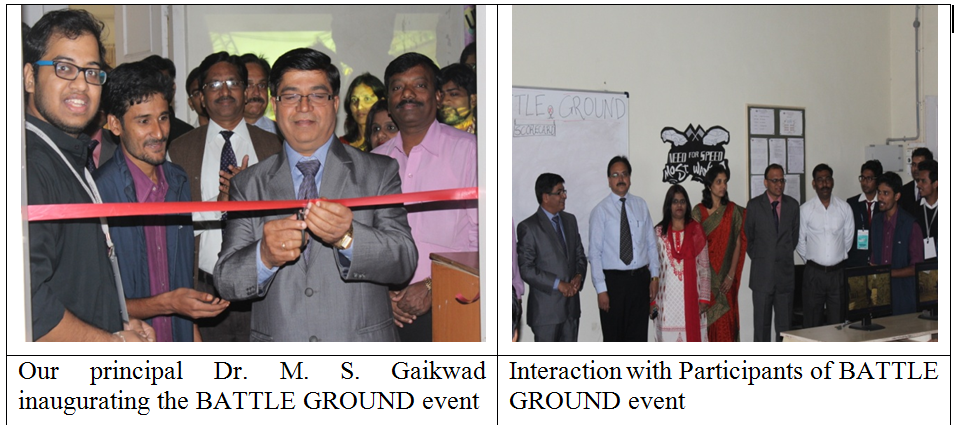 TLE GROUND
SCOREBOARD
NEED FOR SPEED
MOST WANTED
Our principal Dr. M. S. Gaikwad
inaugurating the BATTLE GROUND event
Interaction with Participants of BATTLE
GROUND event